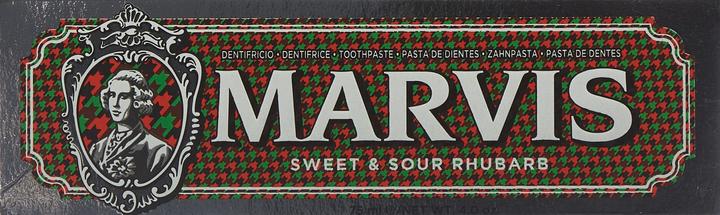 DENTIFRICIO • DENTIFRICE • TOOTHPASTE • PASTA DE DIENTES • ZAHNPASTA • PASTA DE DENTES
MARVIS
SWEET & SOUR RHUBARB